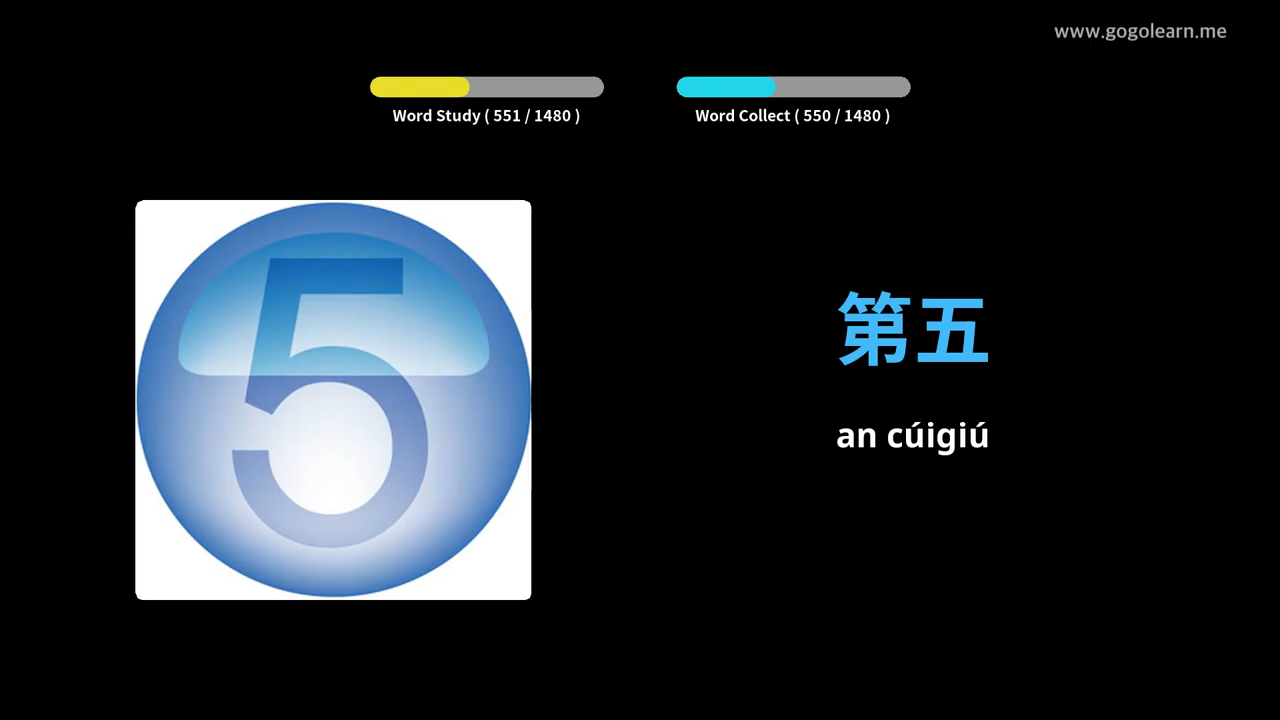 www.gogolearn.me
Word Study ( 551 / 1480 )
Word Collect ( 550 / 1480 )
5
第五
an cúigiú